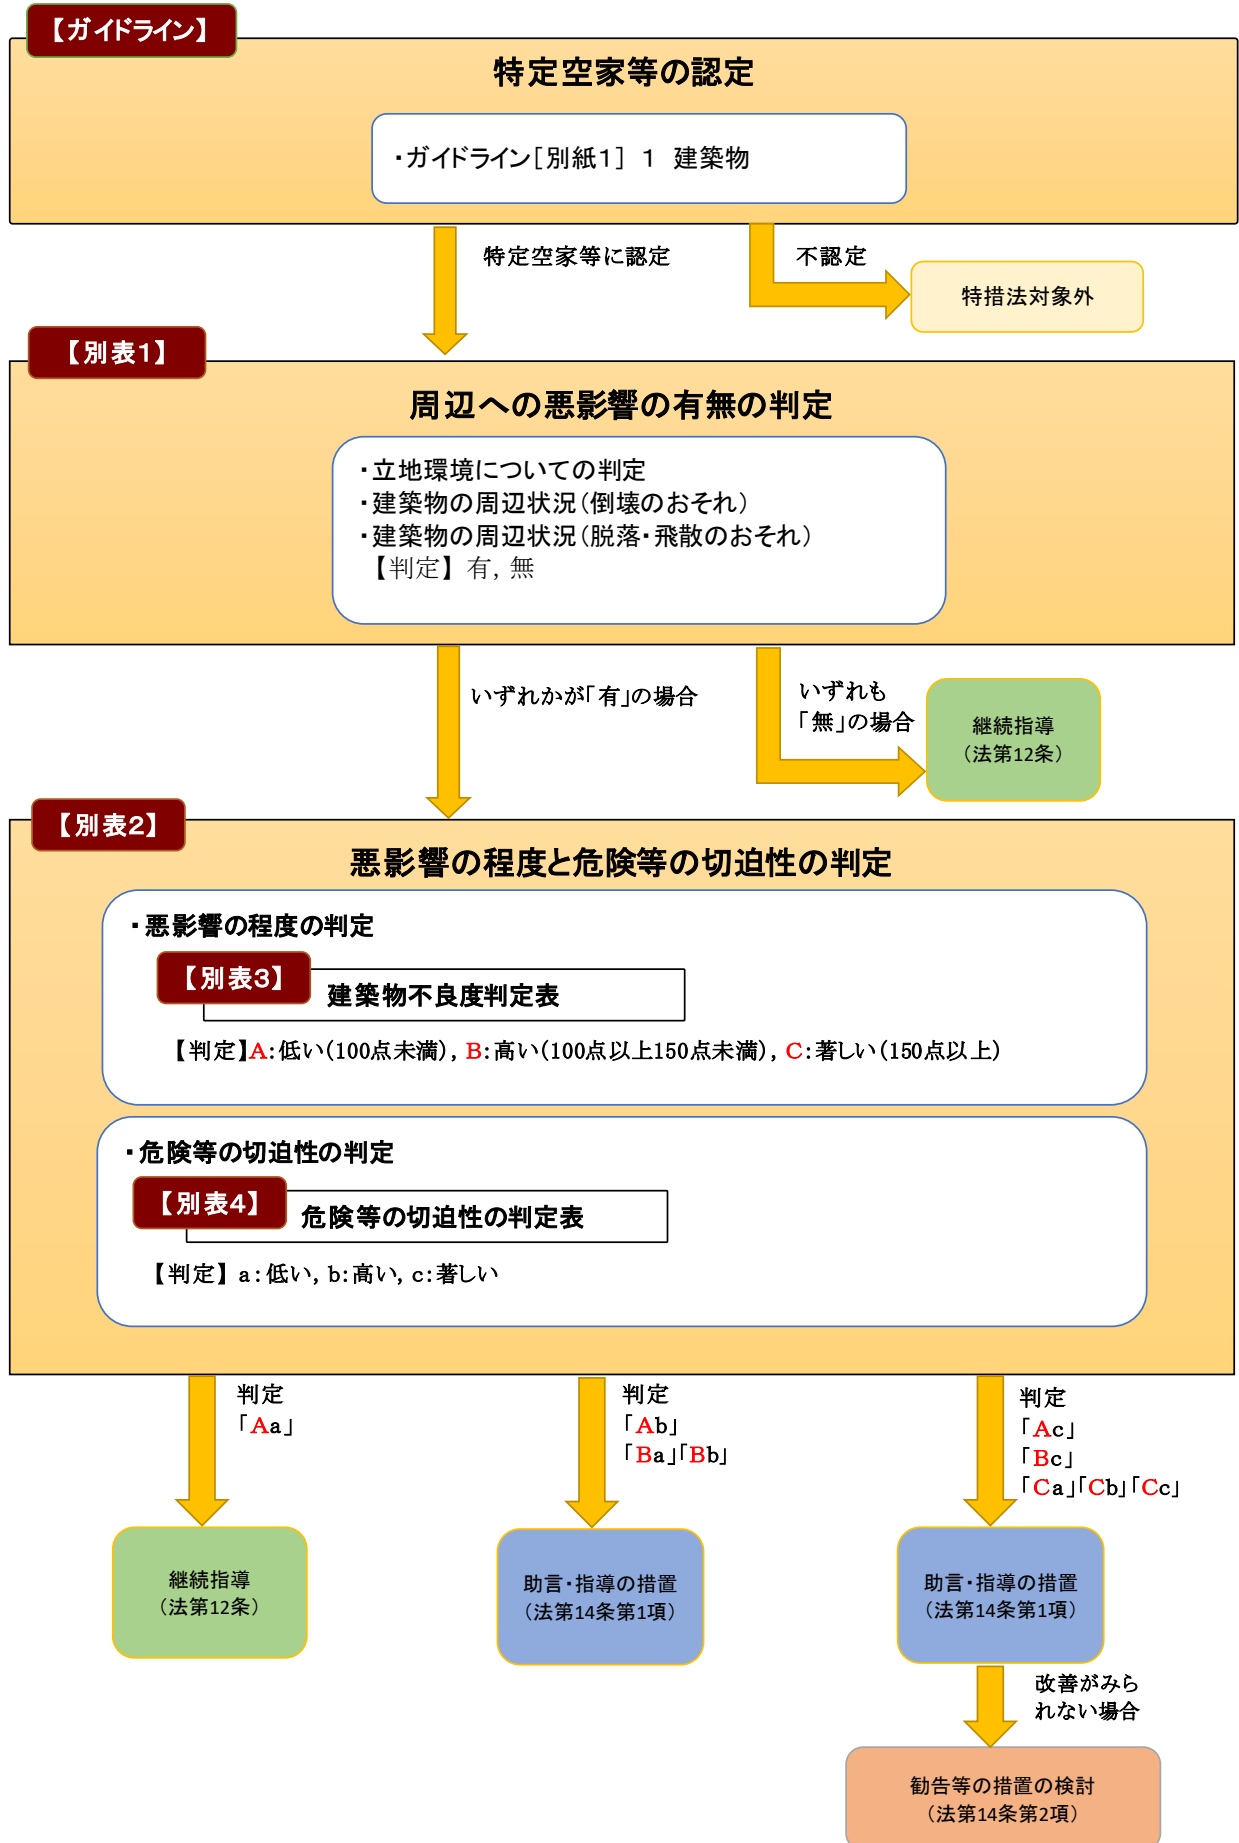 【ガイドライン】
特定空家等の認定
・ガイドライン［別紙１］ １ 建築物
特定空家等に認定
不認定
特措法対象外
【別表１】
周辺への悪影響の有無の判定
・立地環境についての判定
・建築物の周辺状況（倒壊のおそれ）
・建築物の周辺状況（脱落・飛散のおそれ）
【判定】 有，無
いずれかが「有」の場合
いずれも
「無」の場合
継続指導
（法第12条）
【別表２】
悪影響の程度と危険等の切迫性の判定
・悪影響の程度の判定
【別表３】
建築物不良度判定表
【判定】A：低い（100点未満），B：高い（100点以上150点未満），C：著しい（150点以上）
・危険等の切迫性の判定
【別表４】
危険等の切迫性の判定表
【判定】 a：低い，b：高い，c：著しい
判定
「Aa」
判定
「Ab」
「Ba」「Bb」
判定
「Ac」
「Bc」
「Ca」「Cb」「Cc」
継続指導
（法第12条）
助言・指導の措置
（法第14条第1項）
助言・指導の措置
（法第14条第1項）
改善がみら
れない場合
勧告等の措置の検討
（法第14条第2項）